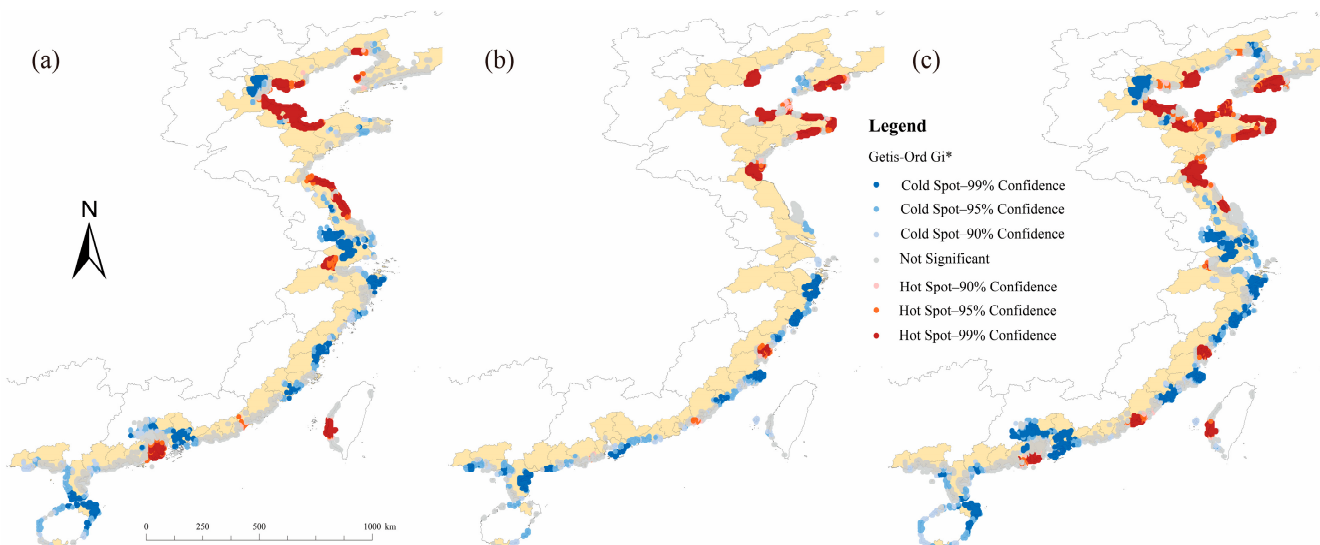 (a)
(b)
(c)
N
Legend
Getis-Ord Gi*
Cold Spot–99% Confidence
Cold Spot–95% Confidence
Cold Spot–90% Confidence
Not Significant
Hot Spot–90% Confidence
Hot Spot–95% Confidence
Hot Spot–99% Confidence
0 250 500 1000 km